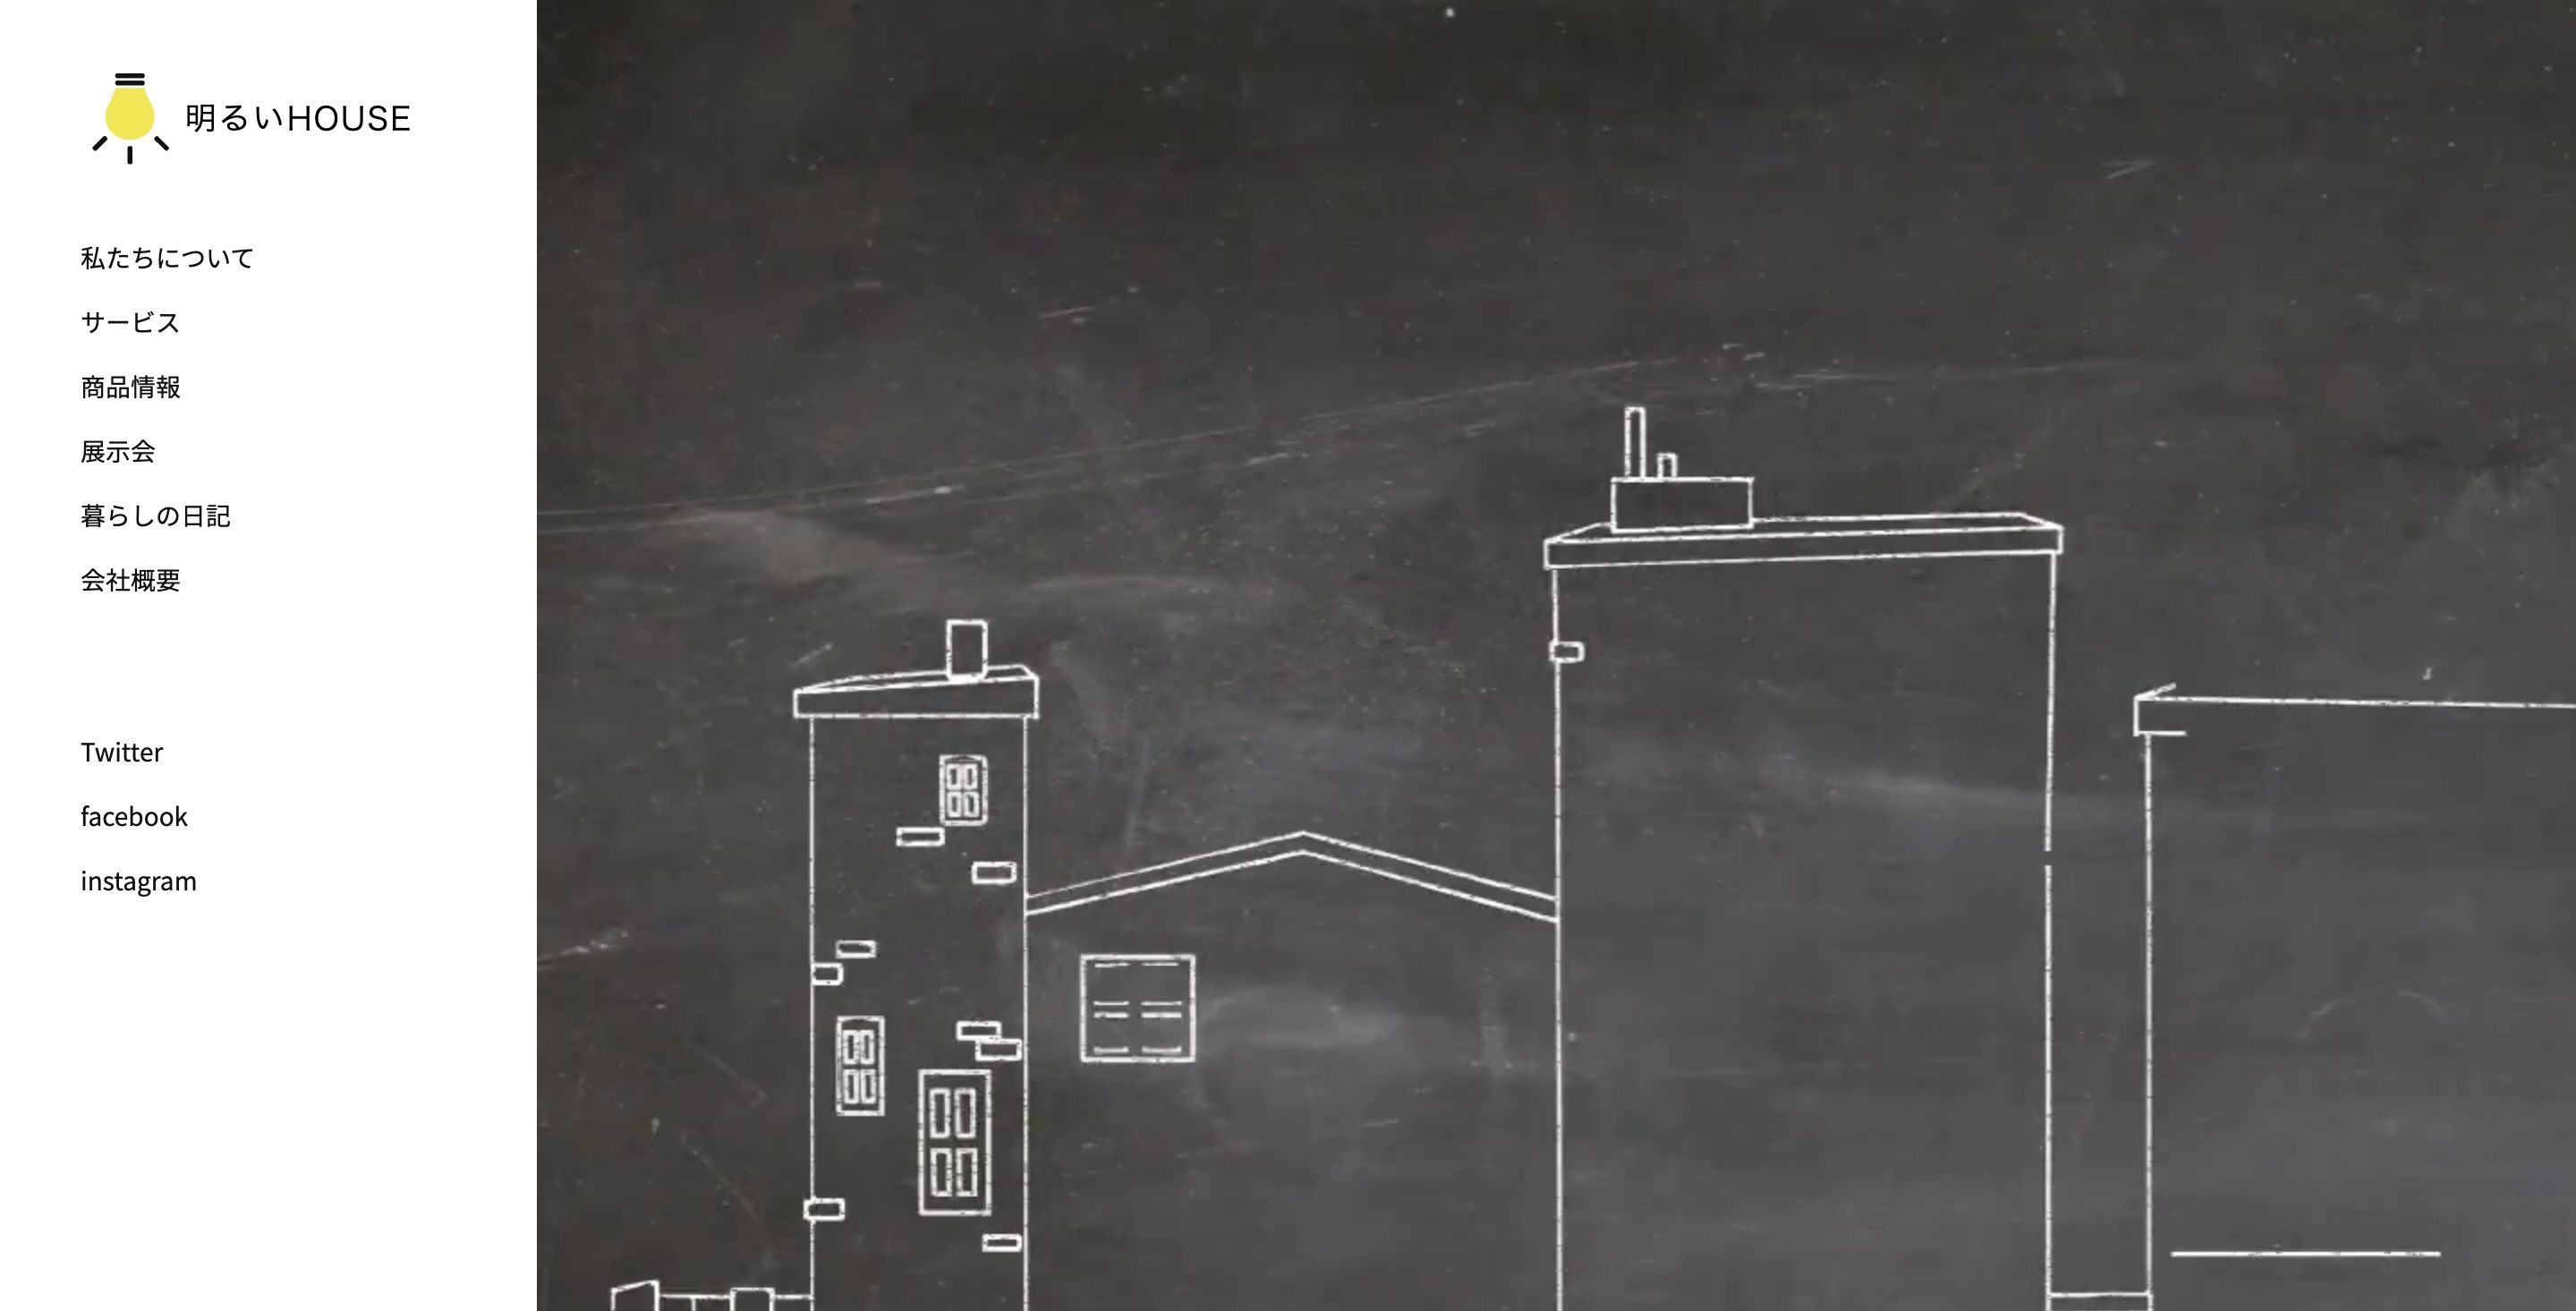 明るいHOUSE
私たちについて
サービス
商品情報
展示会
暮らしの日記
会社概要
Twitter
facebook
instagram